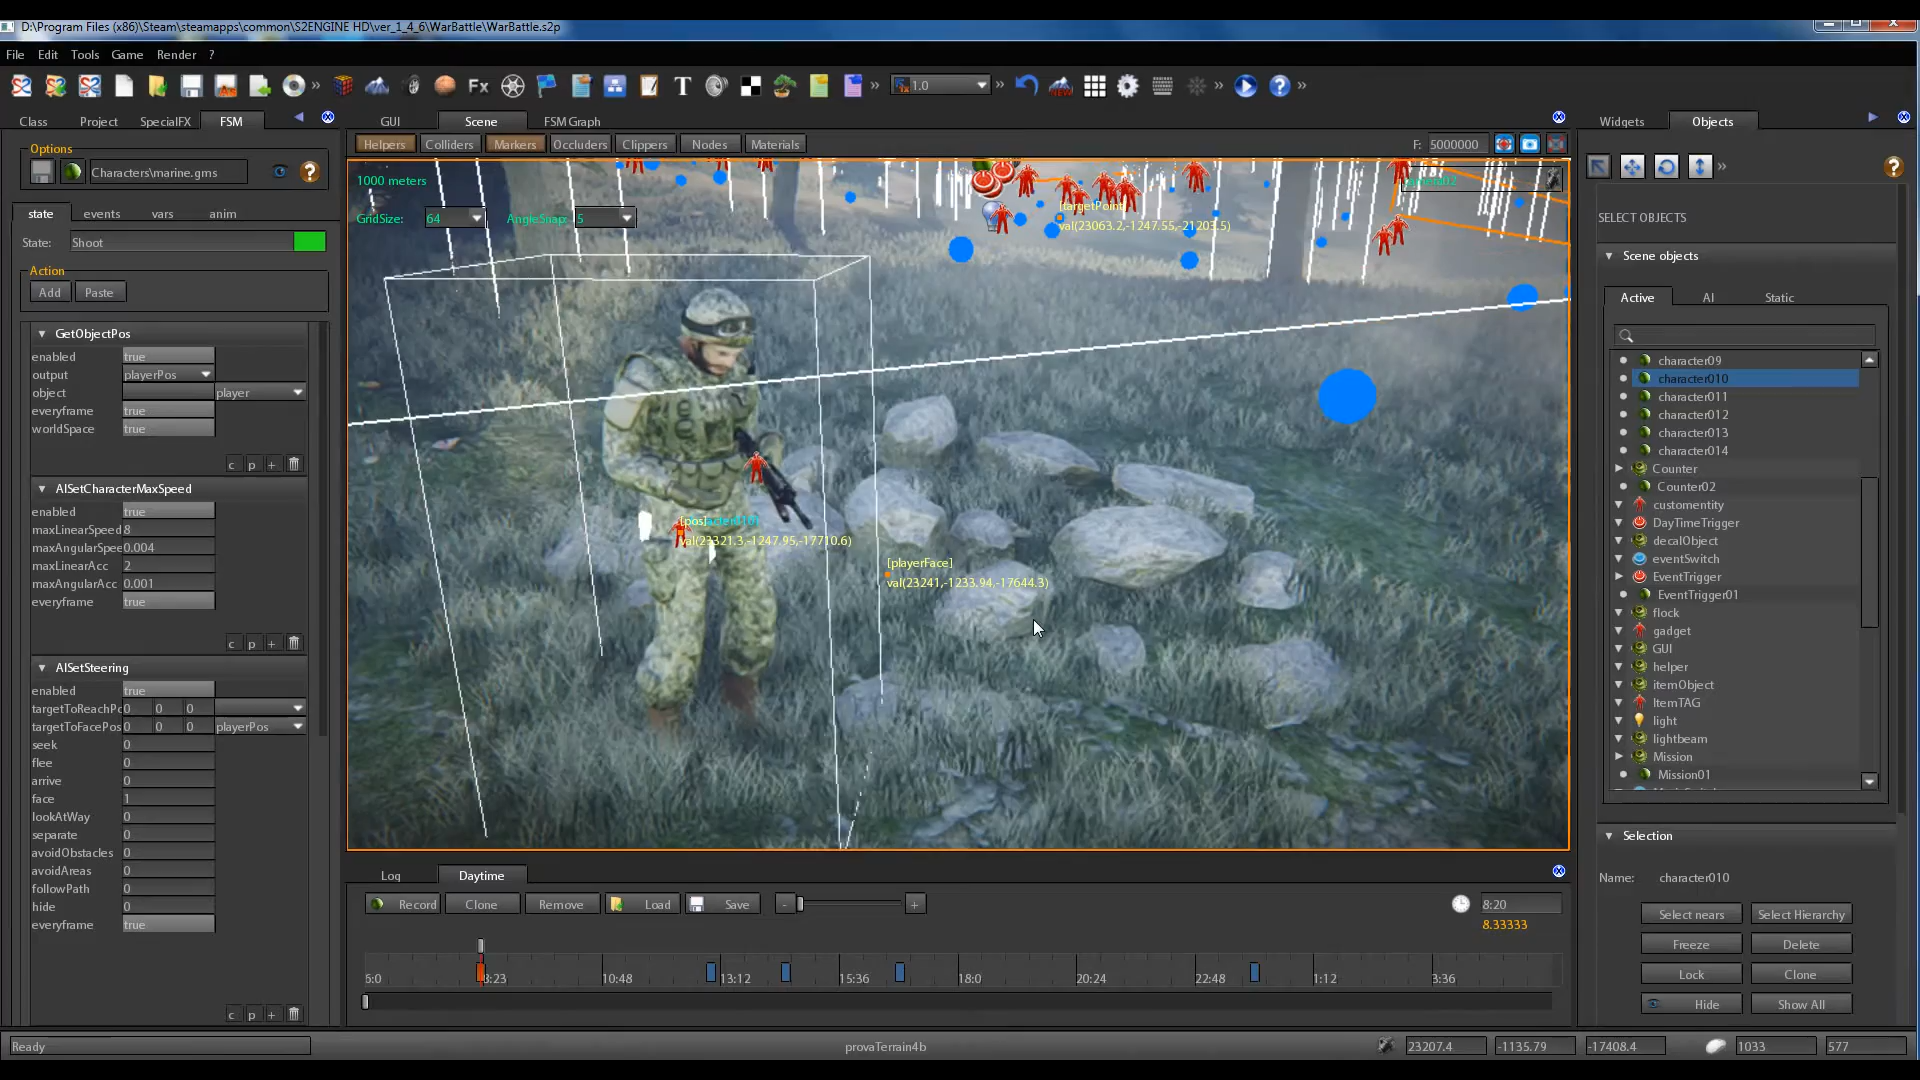 D:\Program Files (x86)\Steam\steamapps\common\S2ENGINE HD\ver_1_4_6\WarBattle\WarBattle.s2p
File Edit Tools Game Render ?
Fx T 1.0
Class Project SpecialFX FSM
GUI Scene FSM Graph
Widgets Objects
Options
Characters\marine.gms
Helpers Colliders Markers Occluders Clippers Nodes Materials
F: 5000000
state events vars anim
State: Shoot
Action
Add Paste
GetObjectPos
enabled true
output playerPos
object player
everyframe true
worldSpace true
c p +
AISetCharacterMaxSpeed
enabled true
maxLinearSpeed 8
maxAngularSpee 0.004
maxLinearAcc 2
maxAngularAcc 0.001
everyframe true
c p +
AISetSteering
enabled true
targetToReachPo 0 0 0
targetToFacePos 0 0 0 playerPos
seek 0
flee 0
arrive 0
face 1
lookAtWay 0
separate 0
avoidObstacles 0
avoidAreas 0
followPath 0
hide 0
everyframe true
c p +
1000 meters
GridSize: 64 AngleSnap: 5
[targetPoint]
val(23063.2,-1247.55,-21203.5)
[pos]
val(23321.3,-1247.95,-17710.6)
[playerFace]
val(23241,-1233.94,-17644.3)
Log Daytime
Record Clone Remove Load Save - +
8:20
8.33333
8:23 10:48 13:12 15:36 18:0 20:24 22:48 1:12 3:36
SELECT OBJECTS
Scene objects
Active AI Static
character09
character010
character011
character012
character013
character014
Counter
Counter02
customentity
DayTimeTrigger
decalObject
eventSwitch
EventTrigger
EventTrigger01
flock
gadget
GUI
helper
itemObject
ItemTAG
light
lightbeam
Mission
Mission01
Selection
Name: character010
Select nears Select Hierarchy
Freeze Delete
Lock Clone
Hide Show All
Ready
provaTerrain4b
23207.4 -1135.79 -17408.4 1033 577